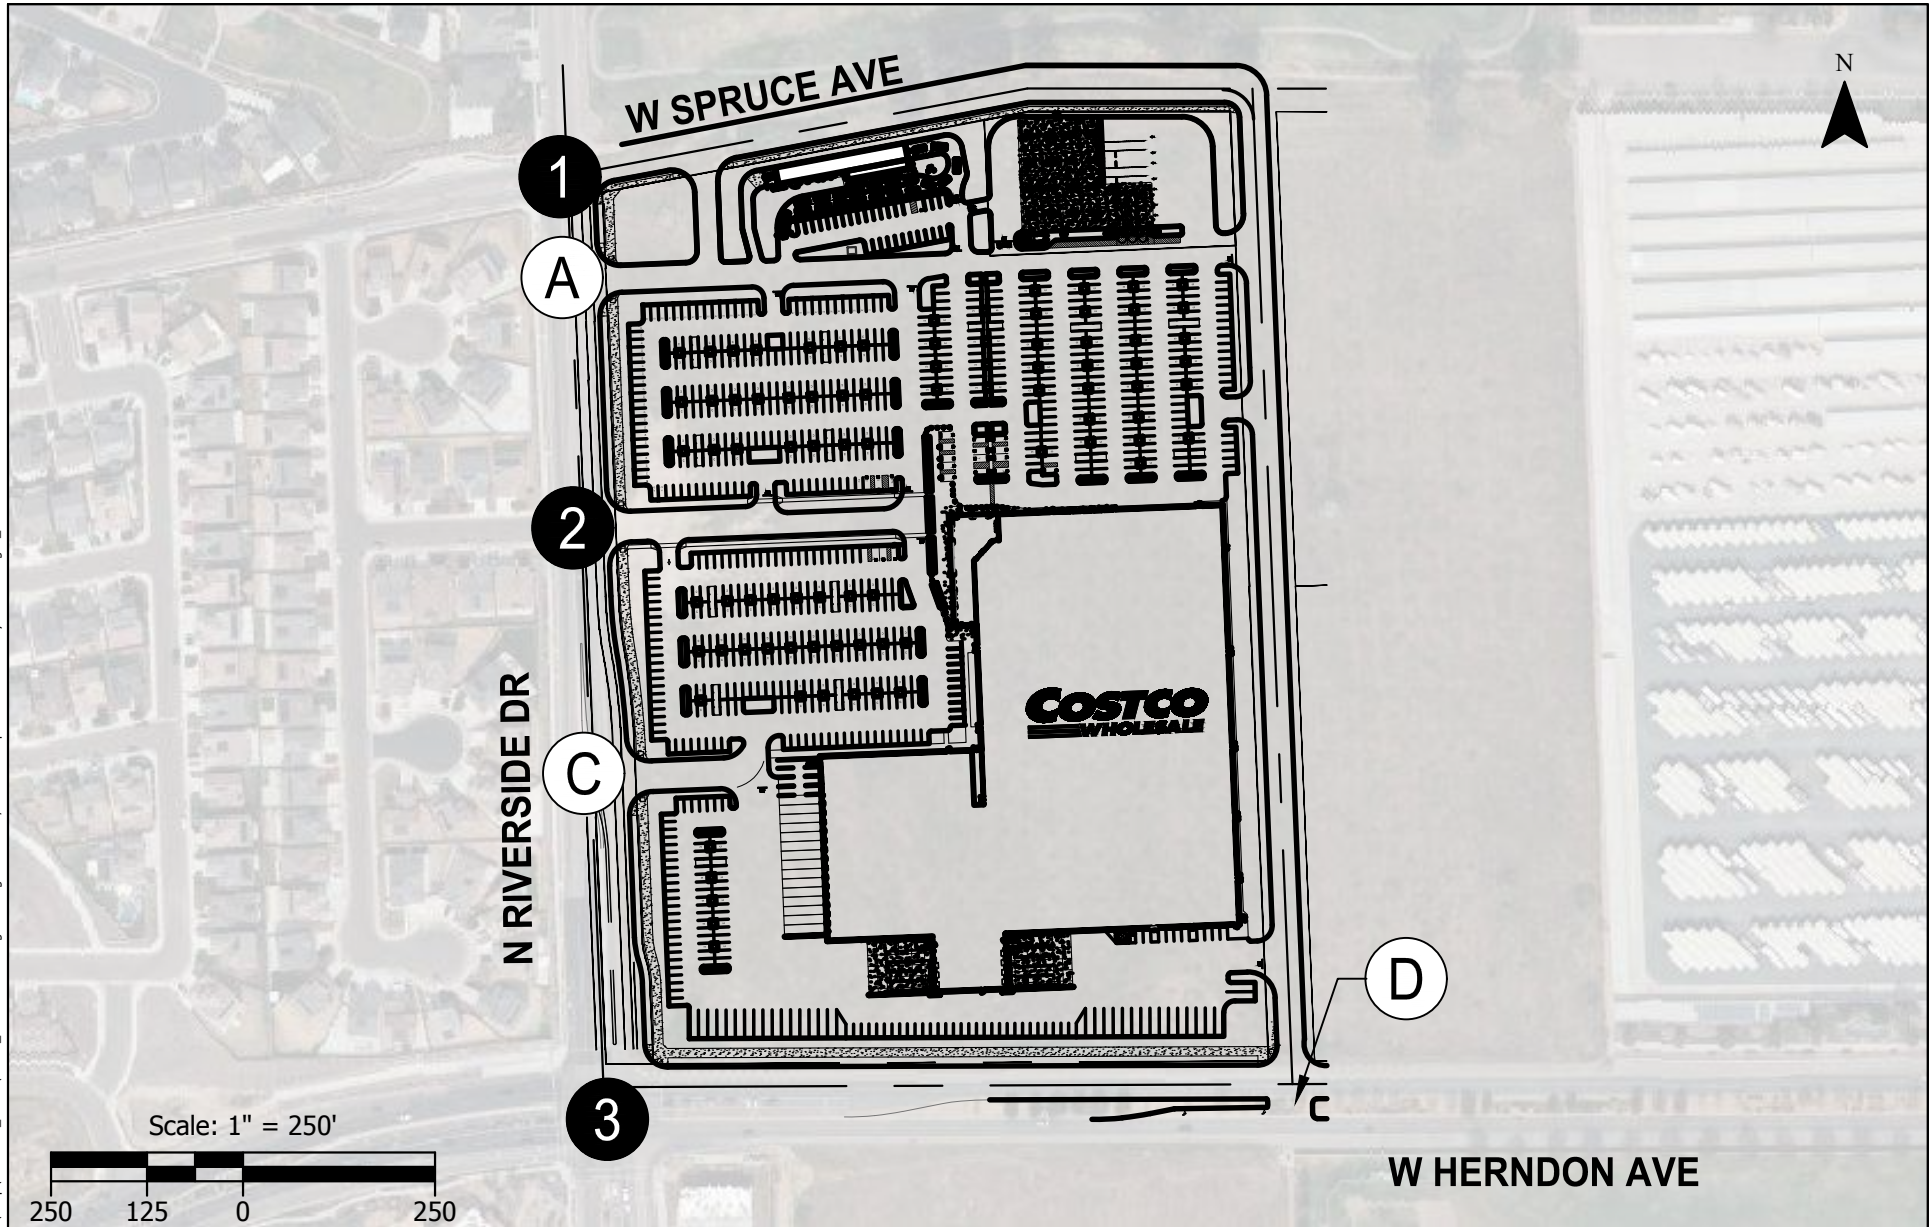 W SPRUCE AVE
N
1
A
2
N RIVERSIDE DR
COSTCO
WHOLESALE
C
D
3
Scale: 1" = 250'
250 125 0 250
W HERNDON AVE